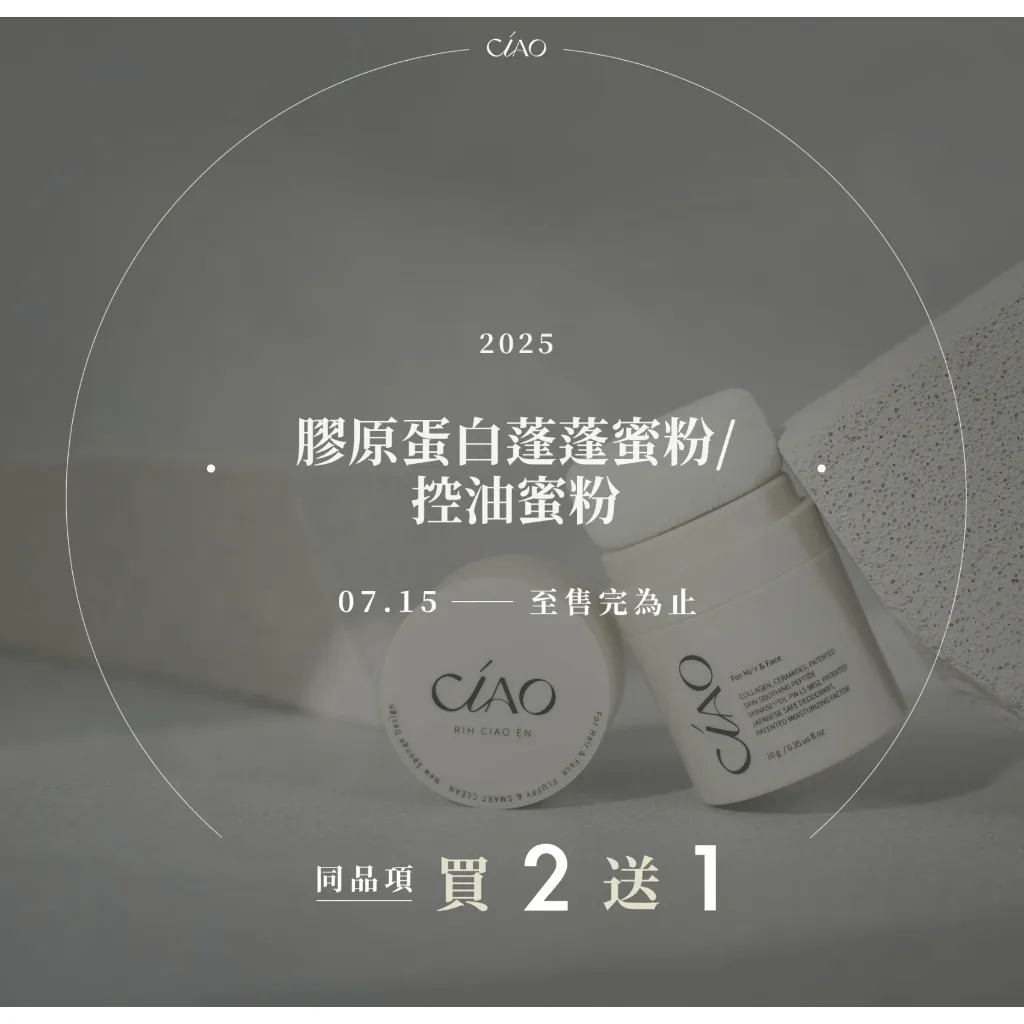 CíAO
2025
膠原蛋白蓬蓬蜜粉/
控油蜜粉
07.15 —— 至售完為止
CíAO
RIH CIAO EN
New Sponge Design
FLUFFY & SMART CLEAN
For Hair & Face
CíAO
For Hair & Face
COLLAGEN, CERAMIDES, PATENTED
SKIN SOOTHING PEPTIDE
JAPANESE SAFE DEODORANT,
PATENTED MOISTURIZING FACTOR
10 g / 0.35 us fl oz
同品項 買 2 送 1